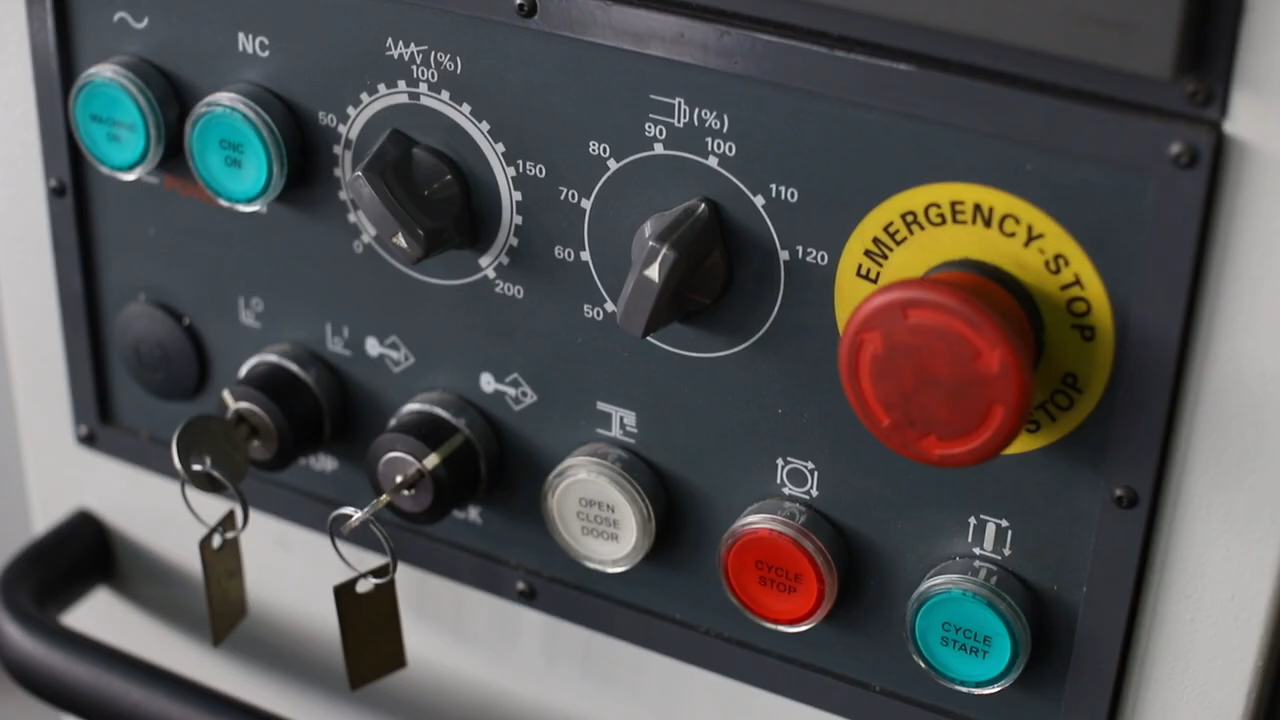 NC
MACHINE
ON
CNC
ON
(%)
0
50
100
150
200
(%)
50
60
70
80
90
100
110
120
EMERGENCY-STOP
STOP
OPEN
CLOSE
DOOR
CYCLE
STOP
CYCLE
START